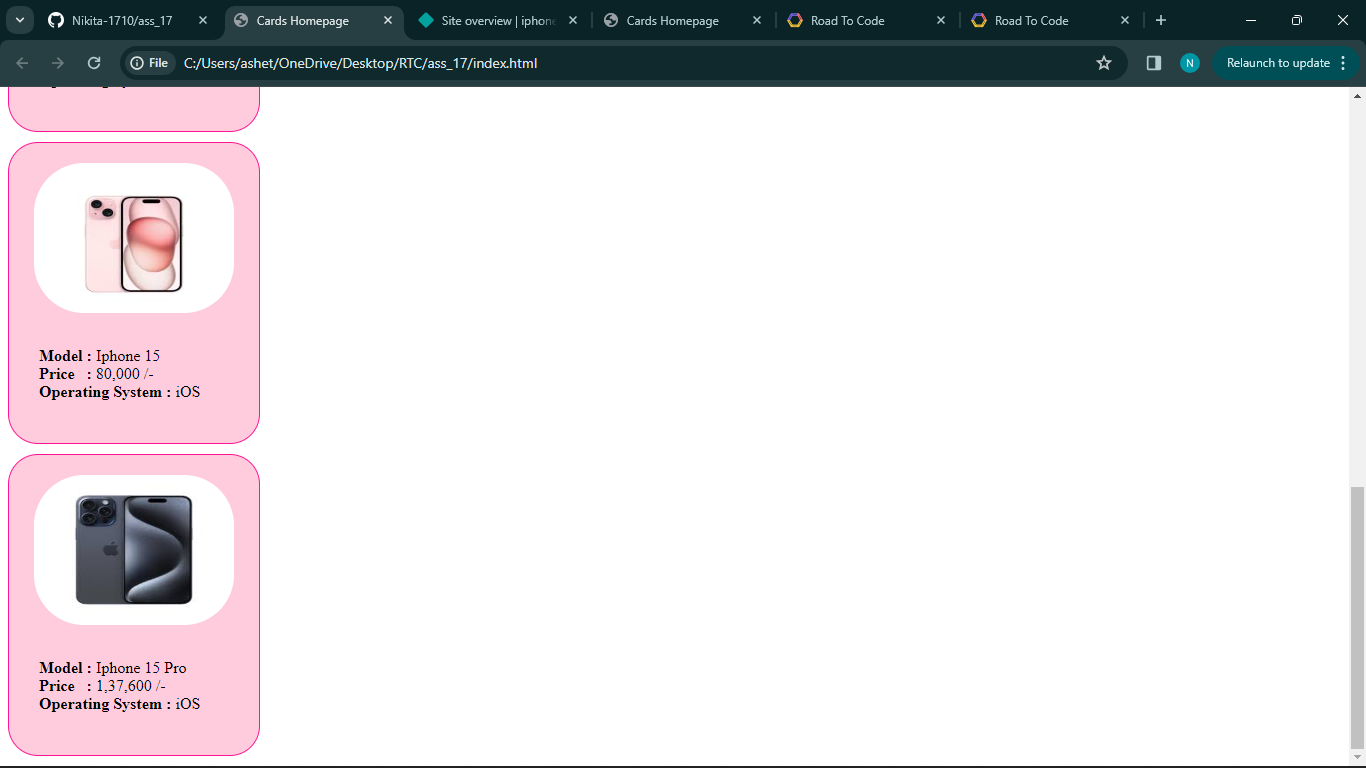 Nikita-1710/ass_17
Cards Homepage
Site overview | iphone
Cards Homepage
Road To Code
Road To Code
File
C:/Users/ashet/OneDrive/Desktop/RTC/ass_17/index.html
N
Relaunch to update
Model : Iphone 15
Price : 80,000 /-
Operating System : iOS
Model : Iphone 15 Pro
Price : 1,37,600 /-
Operating System : iOS